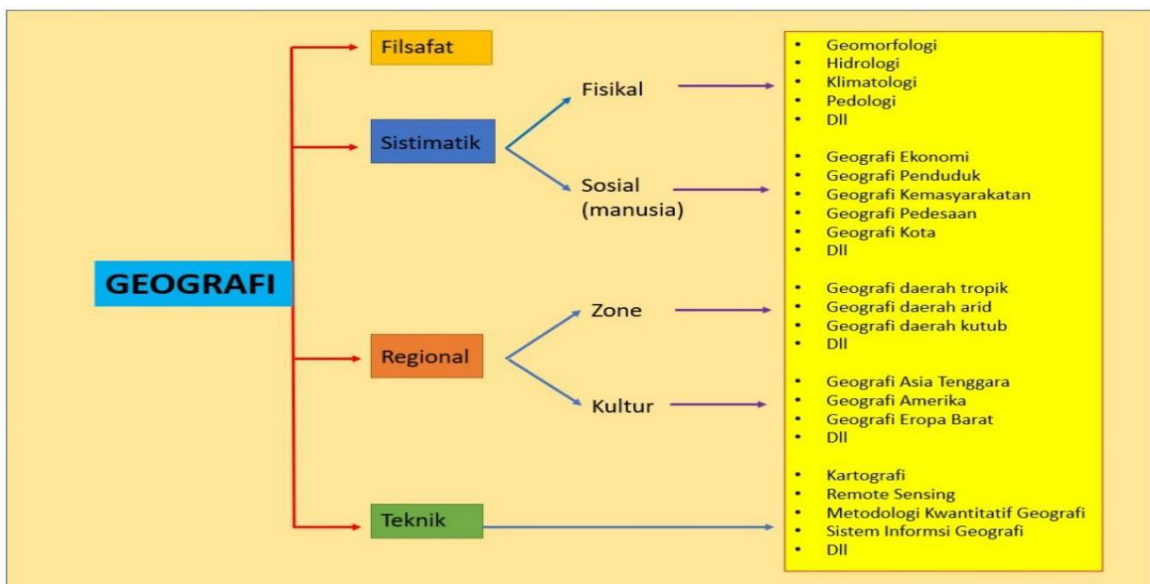 GEOGRAFI
Filsafat
Sistimatik
Fisikal
• Geomorfologi
• Hidrologi
• Klimatologi
• Pedologi
• Dll
Sosial
(manusia)
• Geografi Ekonomi
• Geografi Penduduk
• Geografi Kemasyarakatan
• Geografi Pedesaan
• Geografi Kota
• Dll
Regional
Zone
• Geografi daerah tropik
• Geografi daerah arid
• Geografi daerah kutub
• Dll
Kultur
• Geografi Asia Tenggara
• Geografi Amerika
• Geografi Eropa Barat
• Dll
Teknik
• Kartografi
• Remote Sensing
• Metodologi Kwantitatif Geografi
• Sistem Informsi Geografi
• Dll